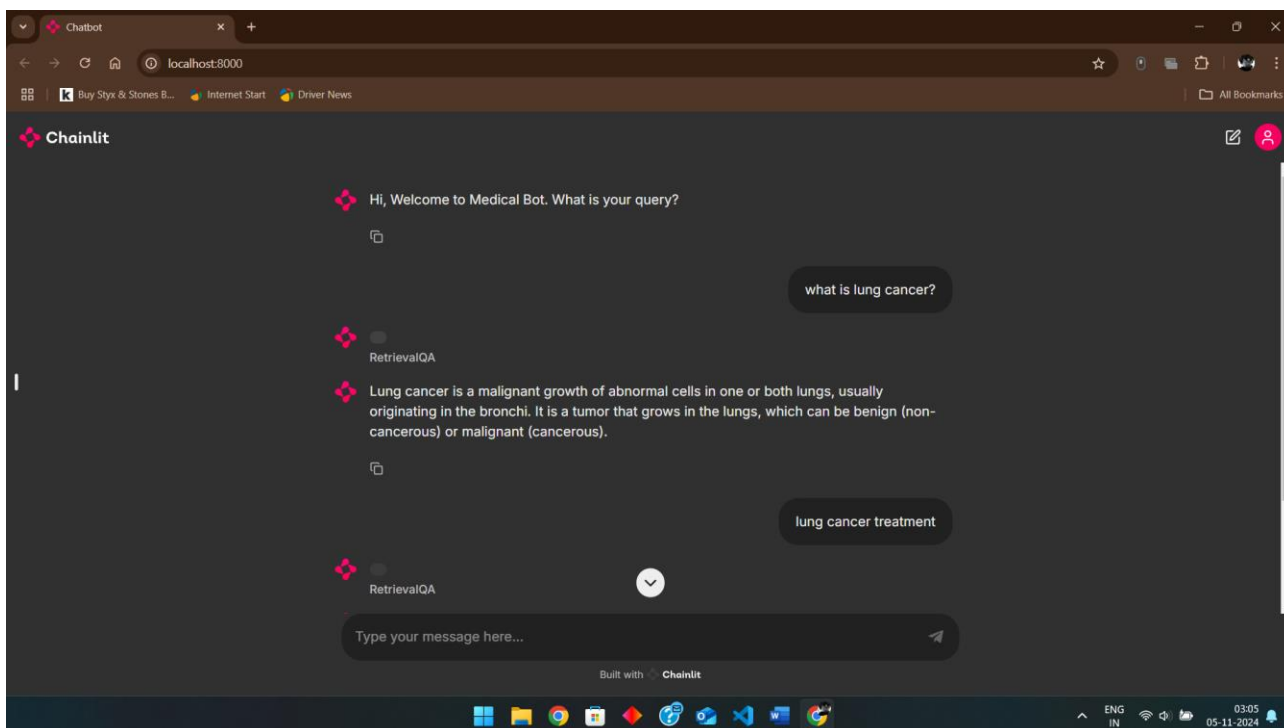 Chatbot
localhost:8000
Buy Styx & Stones B...
Internet Start
Driver News
All Bookmarks
Chainlit
Hi, Welcome to Medical Bot. What is your query?
what is lung cancer?
RetrievalQA
Lung cancer is a malignant growth of abnormal cells in one or both lungs, usually
originating in the bronchi. It is a tumor that grows in the lungs, which can be benign (non-
cancerous) or malignant (cancerous).
lung cancer treatment
RetrievalQA
Type your message here...
Built with Chainlit
ENG
IN
03:05
05-11-2024